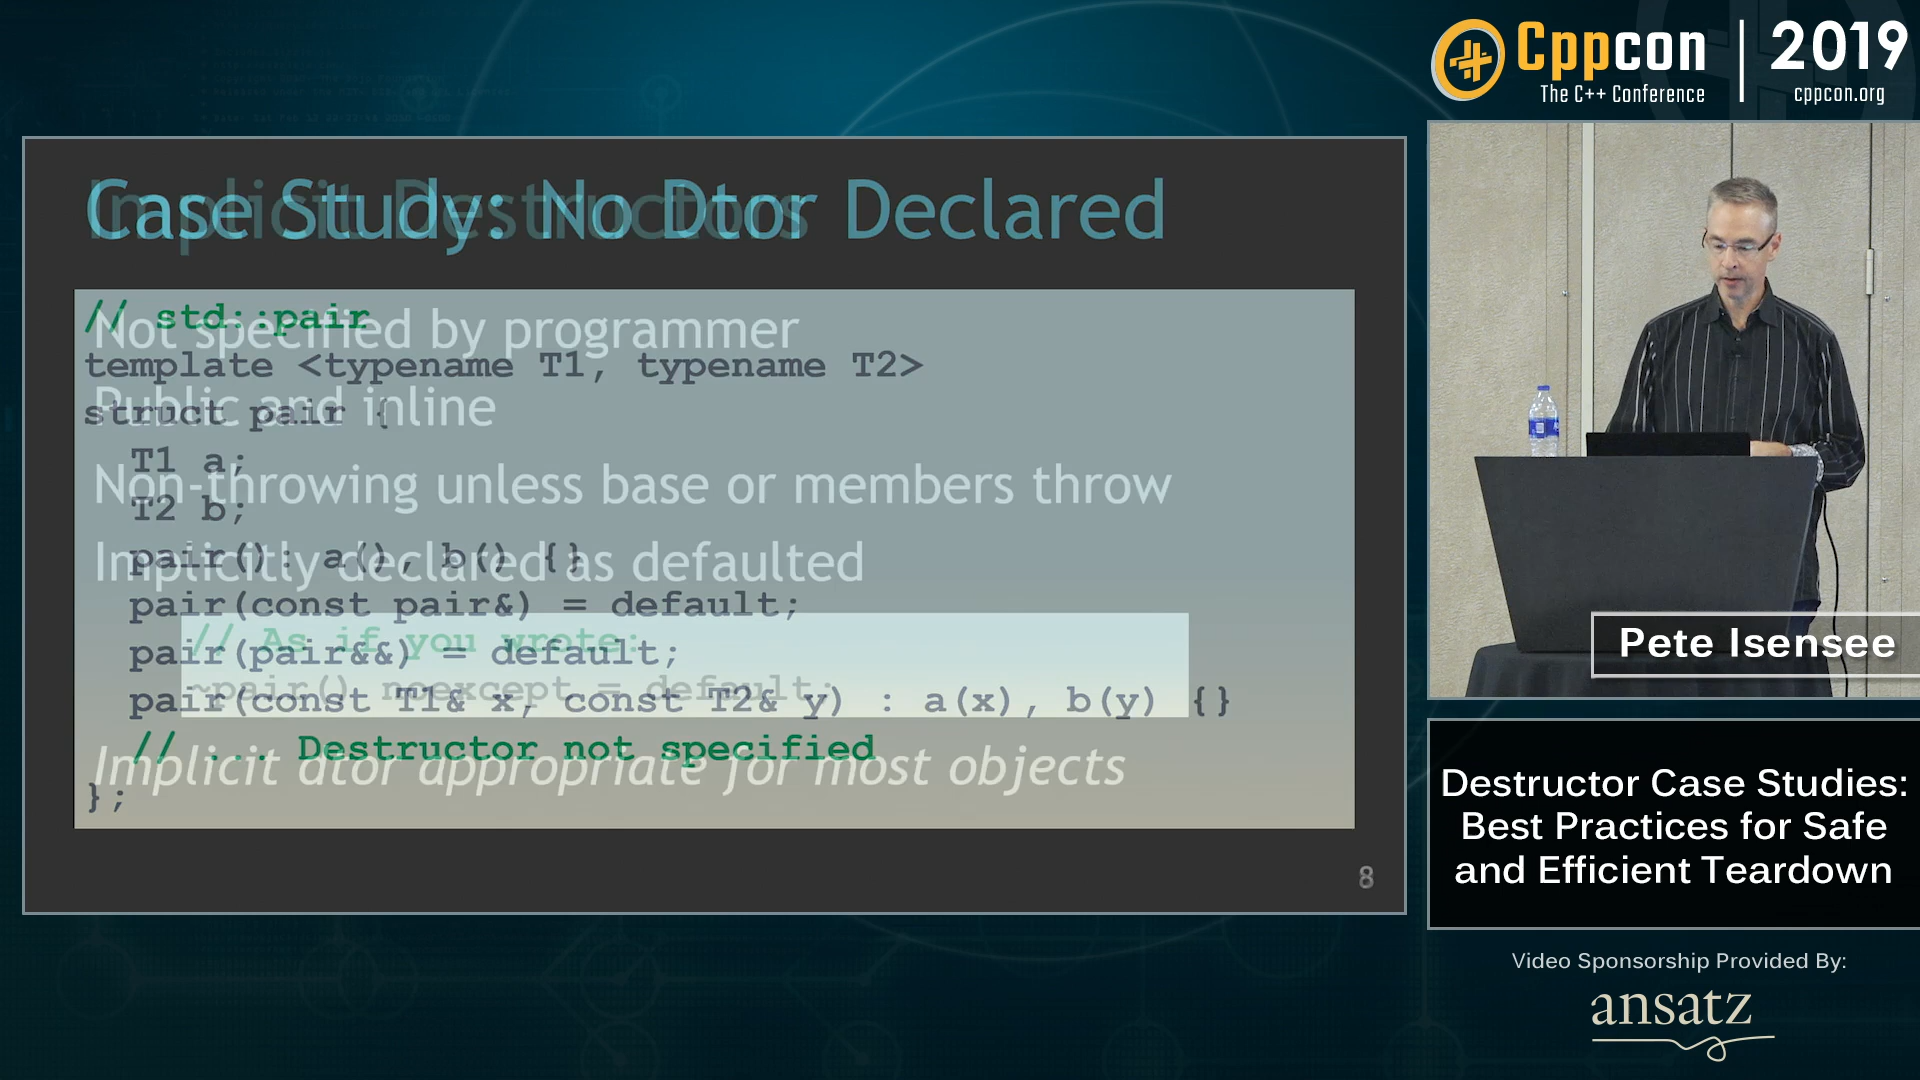 Cppcon
The C++ Conference
2019
cppcon.org
Case Study: No Dtor Declared
Implicit Destructors
// std::pair
template <typename T1, typename T2>
struct pair {
T1 a;
T2 b;
pair(): a(), b() {}
pair(const pair&) = default;
pair(pair&&) = default;
pair(const T1& x, const T2& y) : a(x), b(y) {}
// ... Destructor not specified
};
Not specified by programmer
Public and inline
Non-throwing unless base or members throw
Implicitly declared as defaulted
// As if you wrote:
~pair() noexcept = default;
Implicit dtor appropriate for most objects
8
Pete Isensee
Destructor Case Studies:
Best Practices for Safe
and Efficient Teardown
Video Sponsorship Provided By:
ansatz